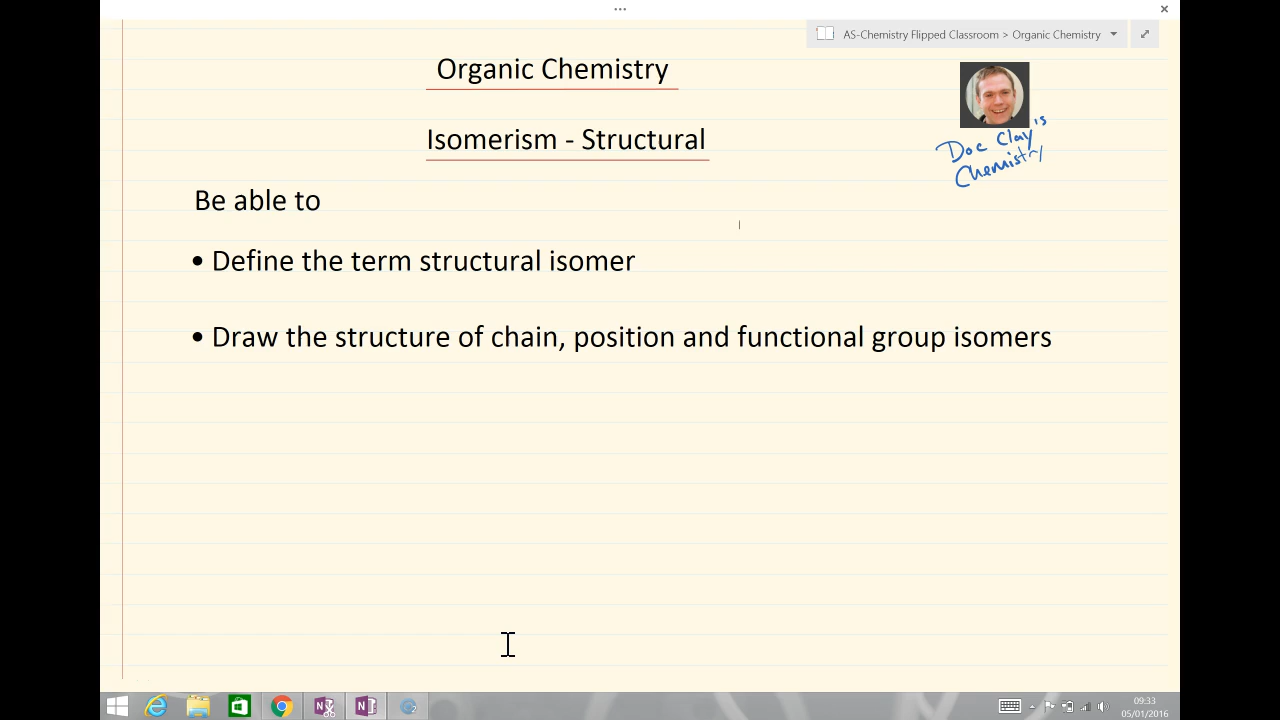 AS-Chemistry Flipped Classroom > Organic Chemistry
Organic Chemistry
Doc Clay's
Chemistry
Isomerism - Structural
Be able to
• Define the term structural isomer
• Draw the structure of chain, position and functional group isomers
09:33
05/01/2016